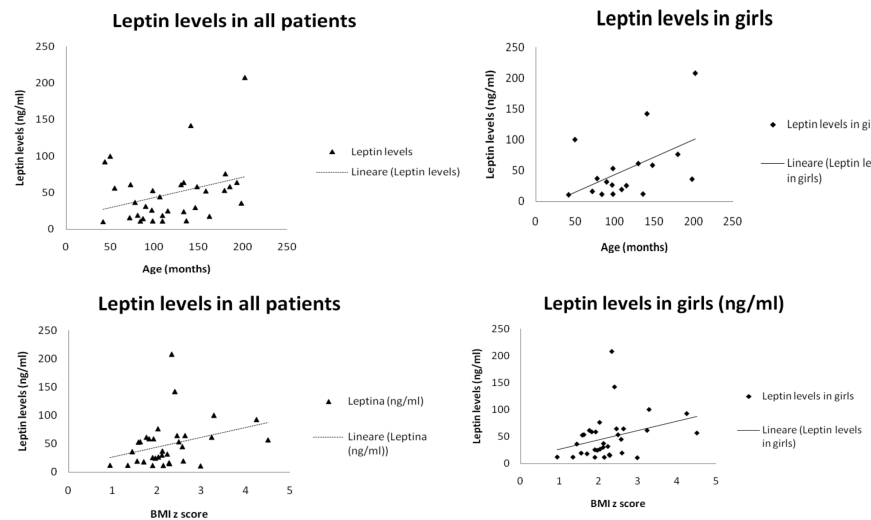 Leptin levels in all patients
Leptin levels (ng/ml)
250
200
150
100
50
0
0 50 100 150 200 250
Age (months)
Leptin levels
Lineare (Leptin levels)
Leptin levels in girls
Leptin levels (ng/ml)
250
200
150
100
50
0
0 50 100 150 200 250
Age (months)
Leptin levels in gi
Lineare (Leptin le
in girls)
Leptin levels in all patients
Leptin levels (ng/ml)
250
200
150
100
50
0
0 1 2 3 4 5
BMI z score
Leptina (ng/ml)
Lineare (Leptina
(ng/ml))
Leptin levels in girls (ng/ml)
Leptin levels (ng/ml)
250
200
150
100
50
0
0 1 2 3 4 5
BMI z score
Leptin levels in girls
Lineare (Leptin levels
in girls)